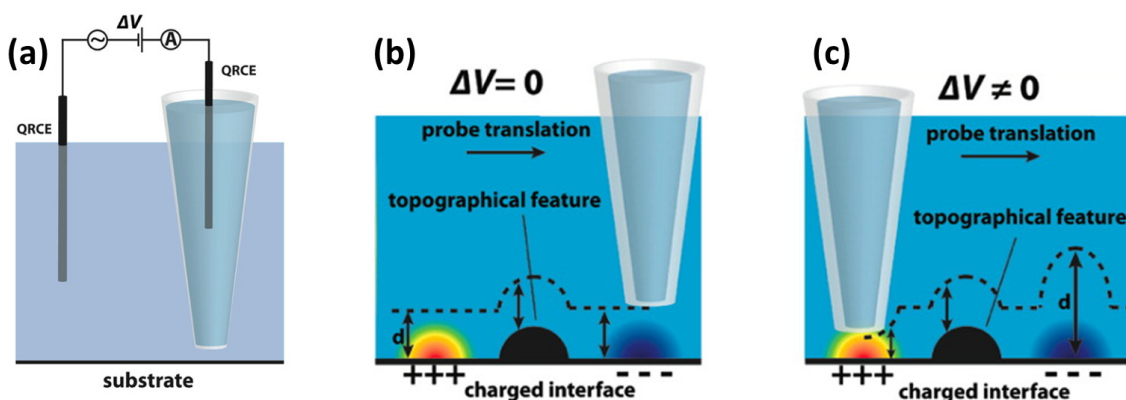 (a)
ΔV
A
QRCE
QRCE
substrate
(b)
ΔV= 0
probe translation
topographical feature
d
+++
- - -
charged interface
(c)
ΔV ≠ 0
probe translation
topographical feature
d
+++
- - -
charged interface